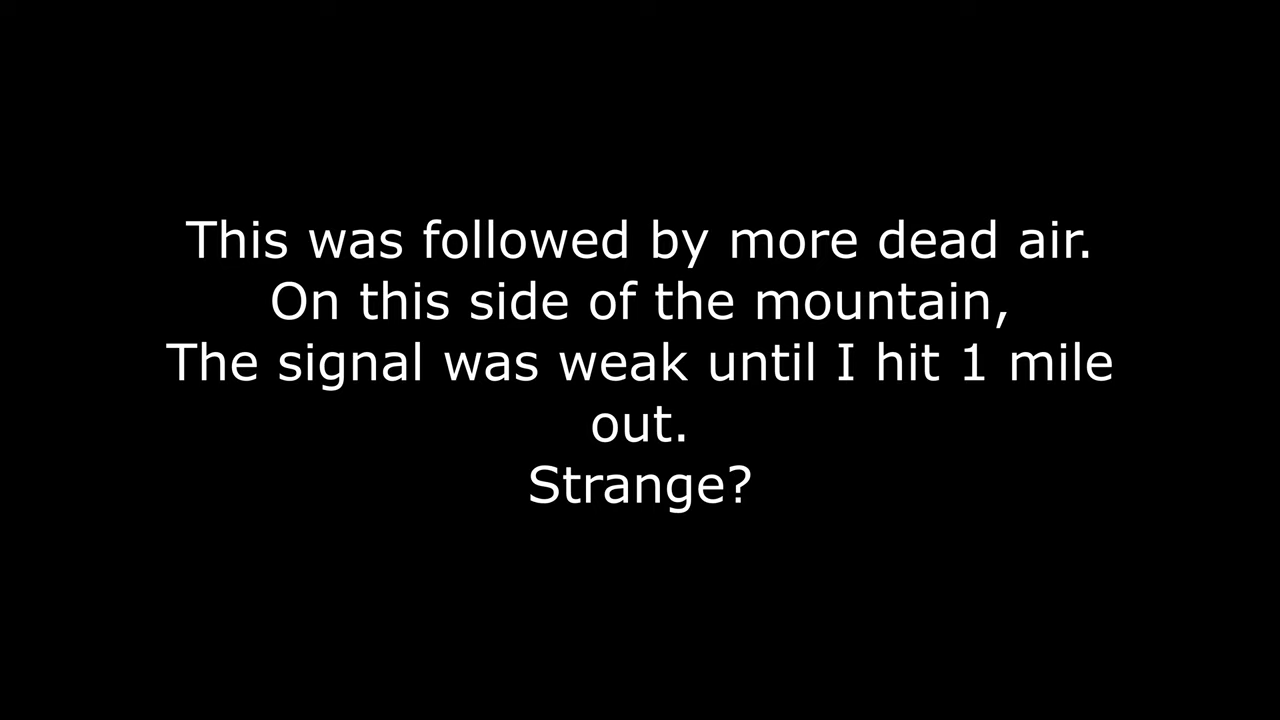 This was followed by more dead air.
On this side of the mountain,
The signal was weak until I hit 1 mile
out.
Strange?